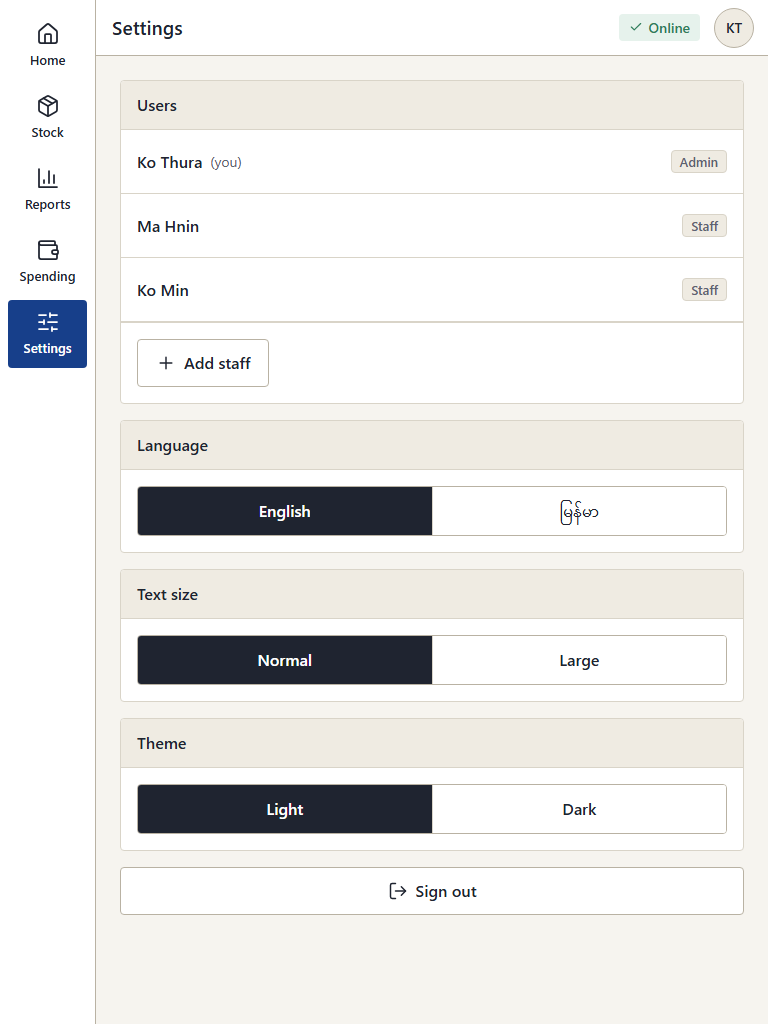 Settings
Online
KT
Home
Stock
Reports
Spending
Settings
Users
Ko Thura (you)
Admin
Ma Hnin
Staff
Ko Min
Staff
Add staff
Language
English
မြန်မာ
Text size
Normal
Large
Theme
Light
Dark
Sign out